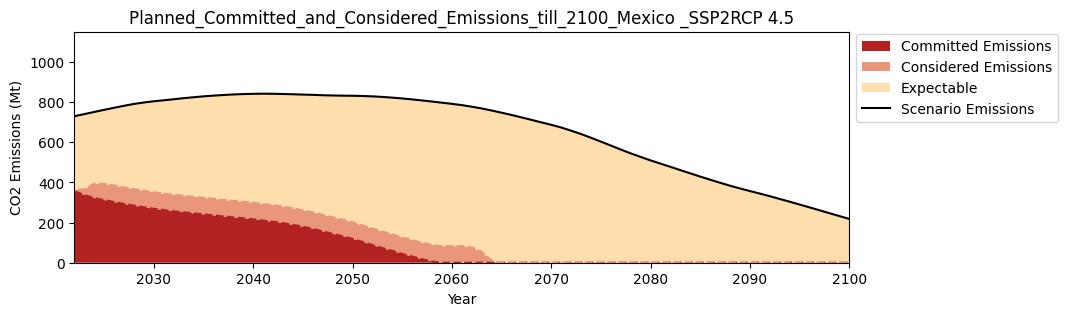 Planned_Committed_and_Considered_Emissions_till_2100_Mexico _SSP2RCP 4.5
Committed Emissions
Considered Emissions
Expectable
Scenario Emissions
CO2 Emissions (Mt)
1000
800
600
400
200
0
2030 2040 2050 2060 2070 2080 2090 2100
Year